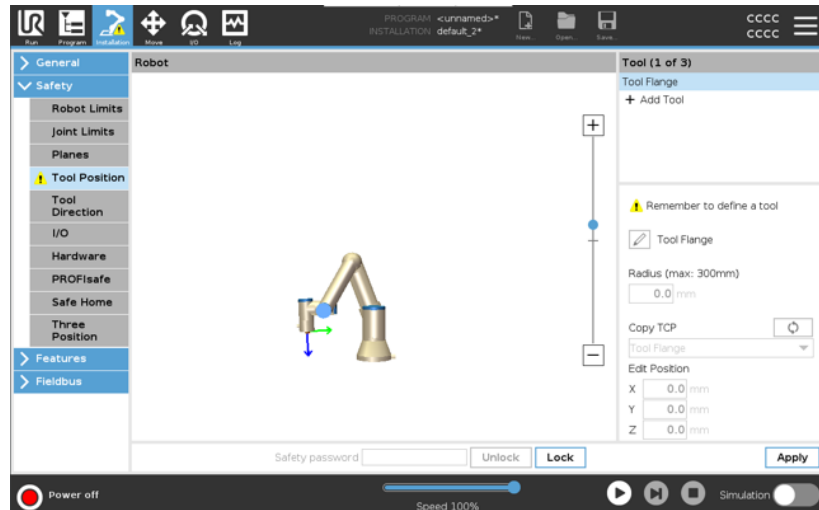 PROGRAM <unnamed>*
INSTALLATION default_2*
cccc
cccc
Run
Program
Installation
Move
I/O
Log
New...
Open...
Save...
General
Safety
Robot Limits
Joint Limits
Planes
Tool Position
Tool
Direction
I/O
Hardware
PROFIsafe
Safe Home
Three
Position
Features
Fieldbus
Robot
Tool (1 of 3)
Tool Flange
+ Add Tool
Remember to define a tool
Tool Flange
Radius (max: 300mm)
0.0 mm
Copy TCP
Tool Flange
Edit Position
X 0.0 mm
Y 0.0 mm
Z 0.0 mm
Safety password Unlock Lock
Apply
Power off
Speed 100%
Simulation